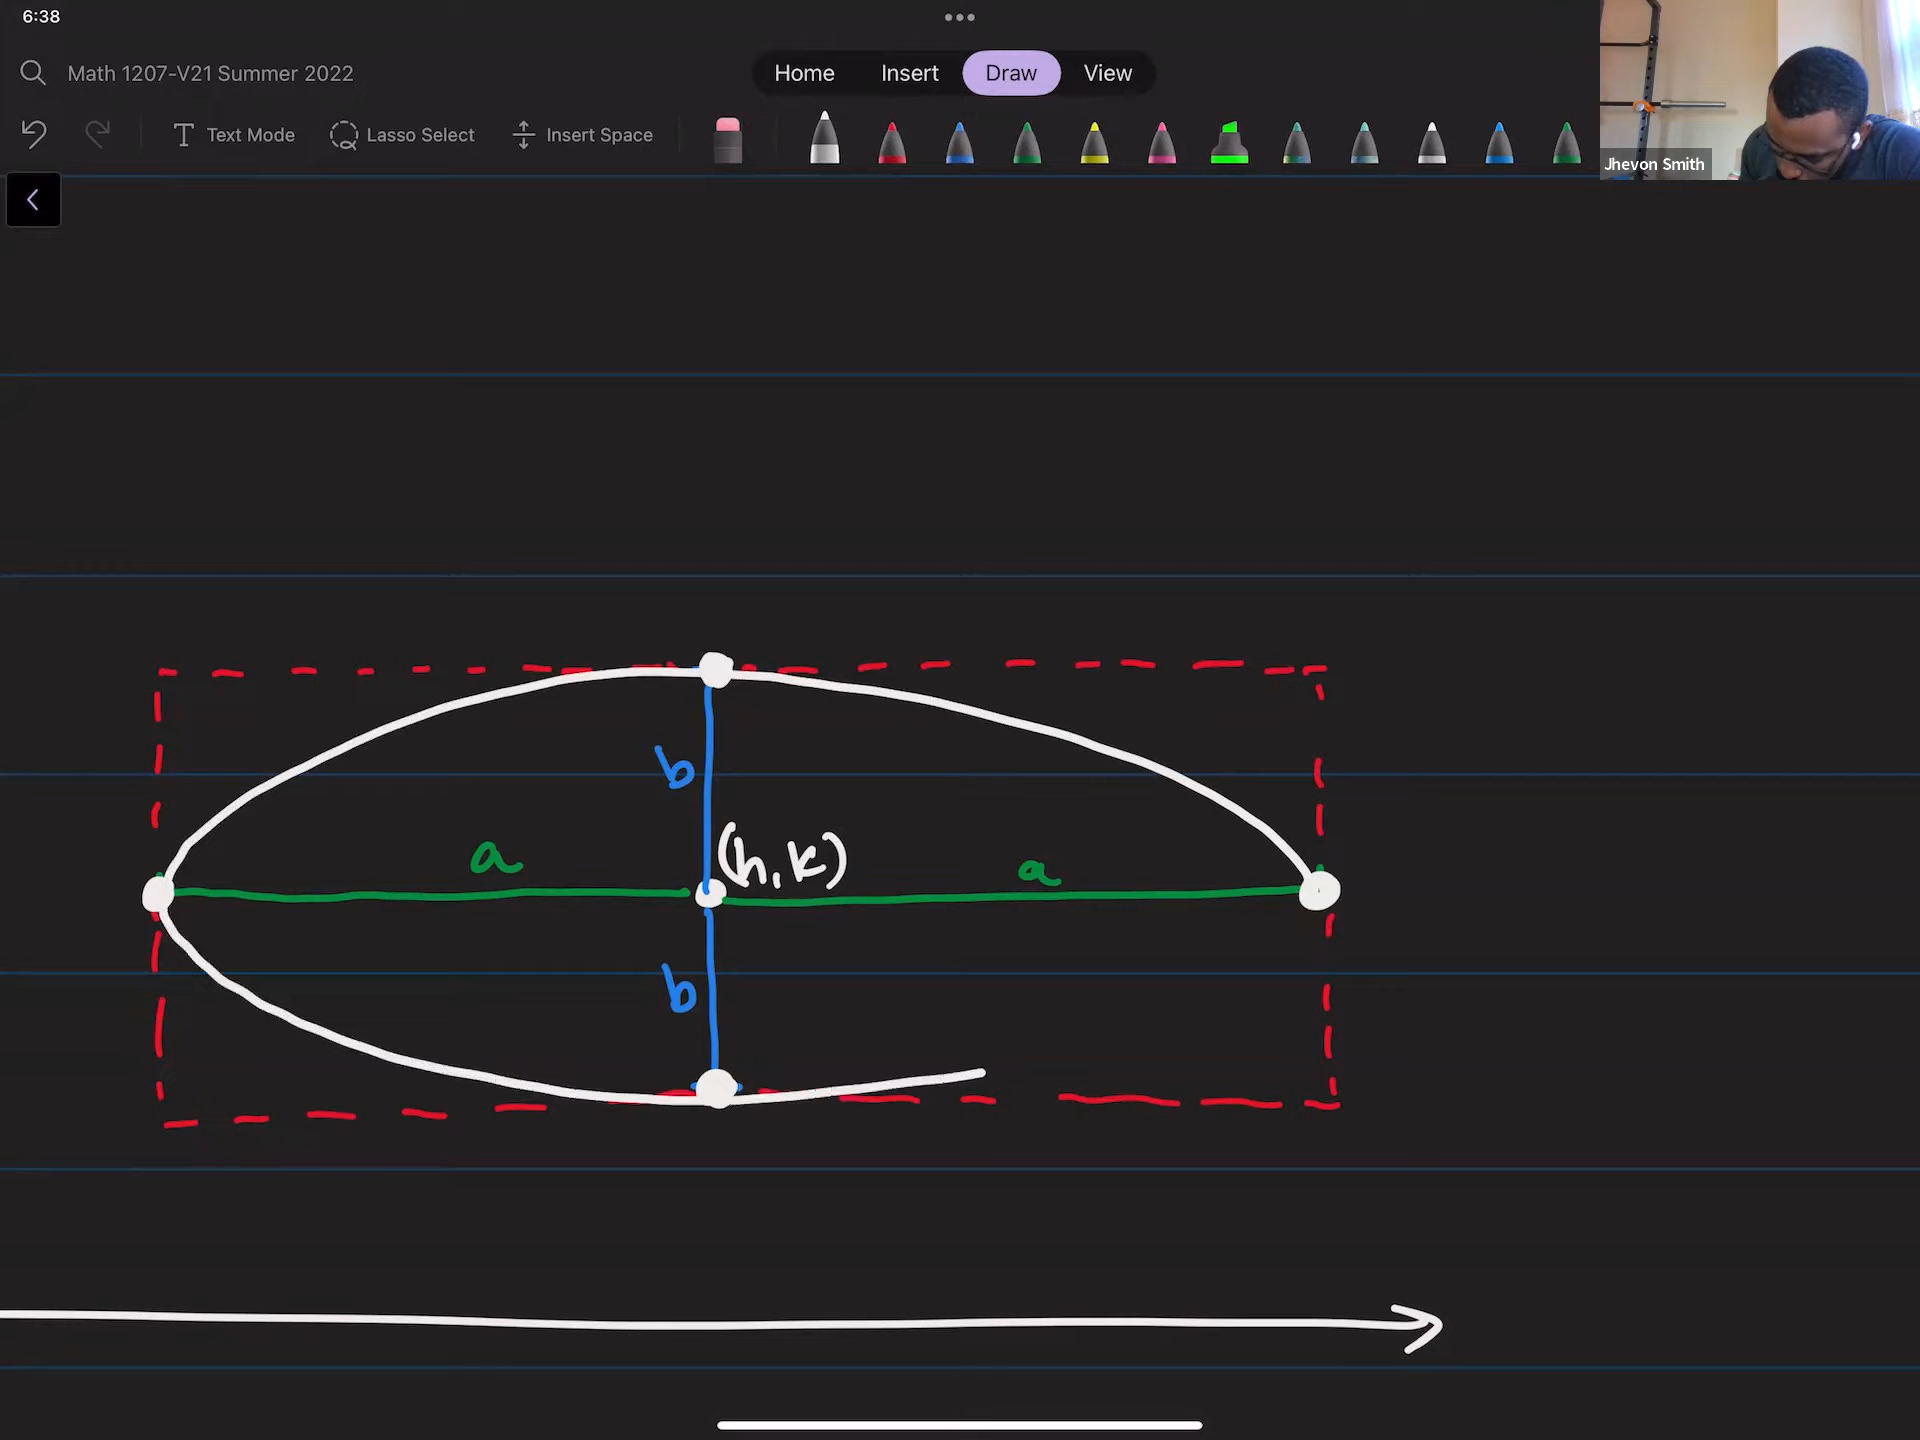 6:38
Math 1207-V21 Summer 2022
Home Insert Draw View
Text Mode Lasso Select Insert Space
Jhevon Smith
b
(h,k)
a a
b